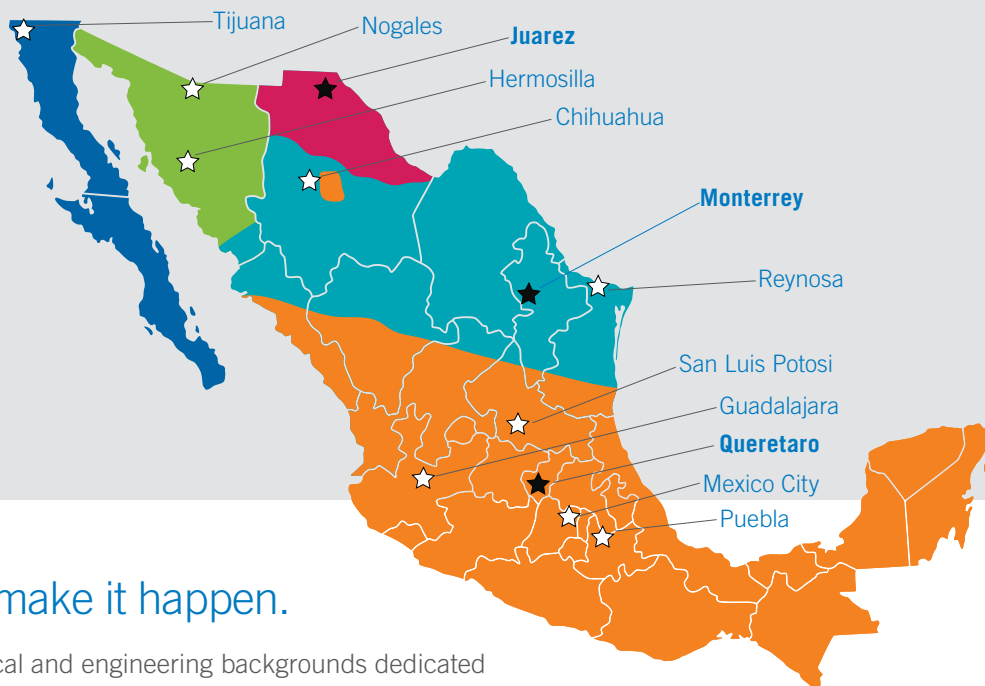 Tijuana
Nogales
Juarez
Hermosilla
Chihuahua
Monterrey
Reynosa
San Luis Potosi
Guadalajara
Queretaro
Mexico City
Puebla
make it happen.
cal and engineering backgrounds dedicated